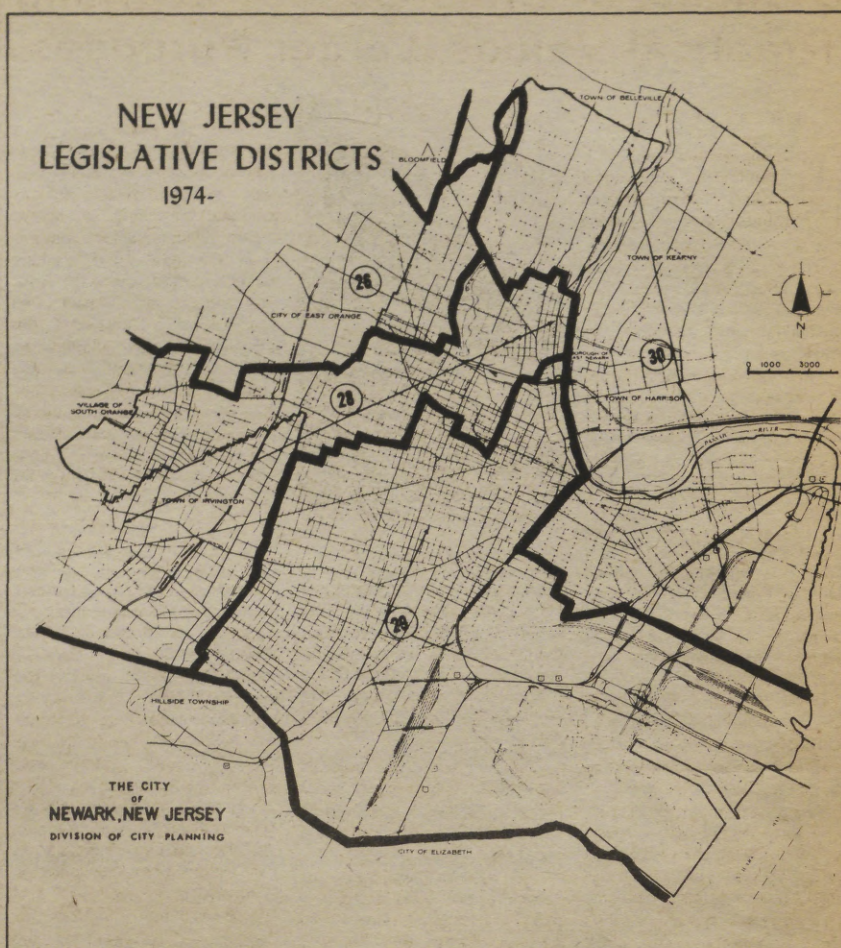 NEW JERSEY
LEGISLATIVE DISTRICTS
1974-
TOWN OF BELLEVILLE
BLOOMFIELD
TOWN OF KEARNY
26
CITY OF EAST ORANGE
N
BOROUGH OF
EAST NEWARK
30
0 1000 3000
28
VILLAGE OF
SOUTH ORANGE
TOWN OF HARRISON
RIVER
TOWN OF IRVINGTON
29
HILLSIDE TOWNSHIP
THE CITY
OF
NEWARK, NEW JERSEY
DIVISION OF CITY PLANNING
CITY OF ELIZABETH